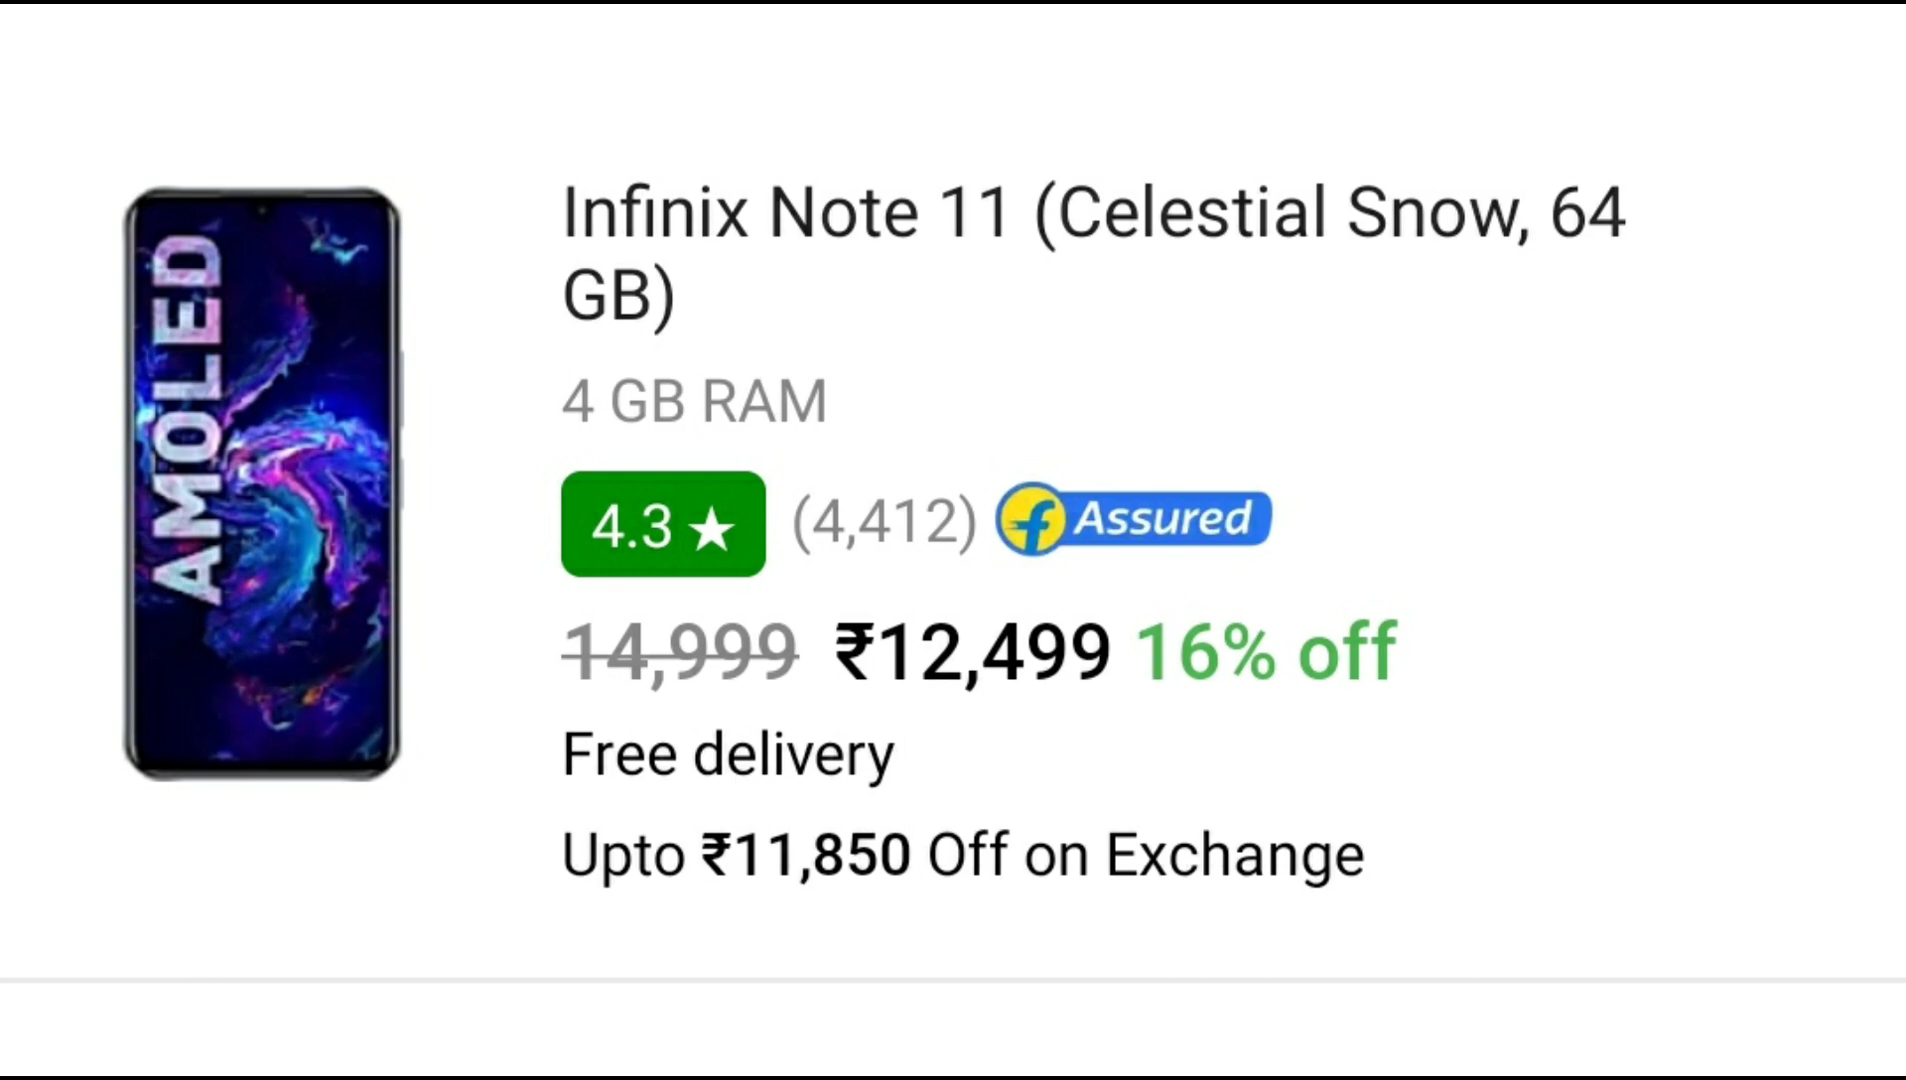 AMOLED
Infinix Note 11 (Celestial Snow, 64
GB)
4 GB RAM
4.3 ★ (4,412) f Assured
14,999 ₹12,499 16% off
Free delivery
Upto ₹11,850 Off on Exchange